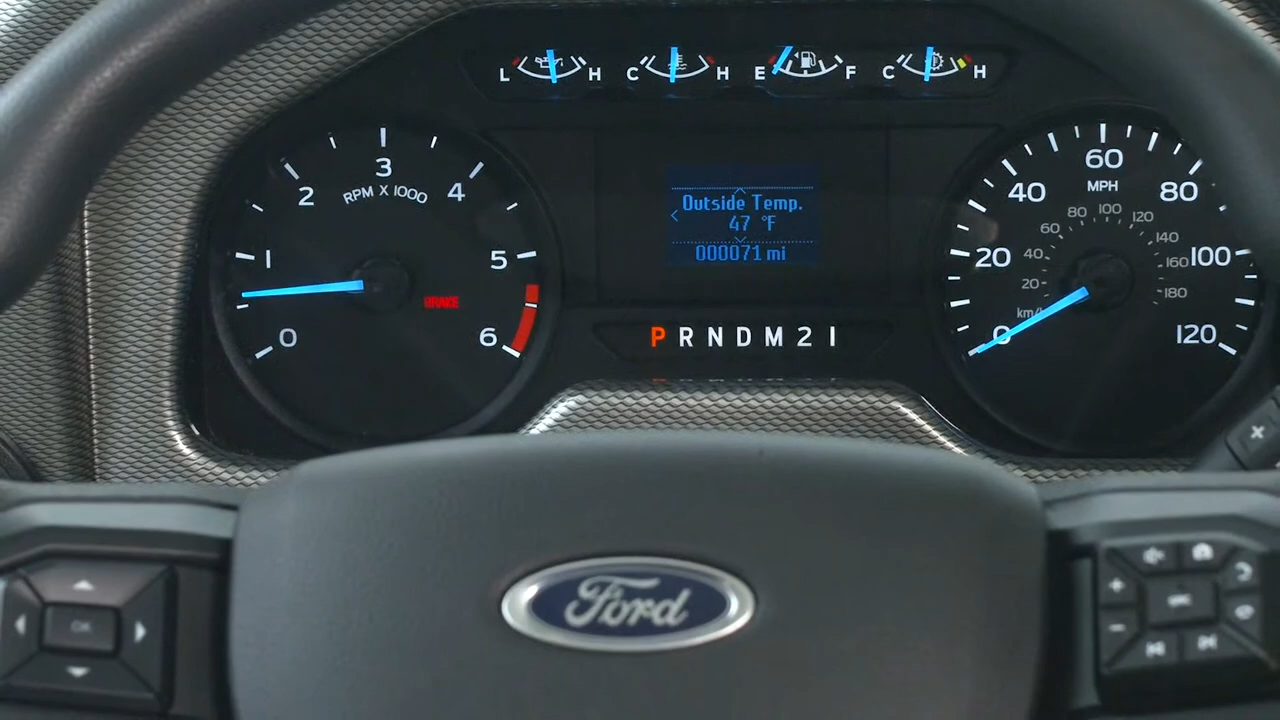 L H C H E F C H
0 1 2 3 4 5 6
RPM X 1000
BRAKE
Outside Temp.
47 °F
000071 mi
P R N D M 2 1
0 20 40 60 80 100 120
MPH
20 40 60 80 100 120 140 160 180
Ford
OK
+
-